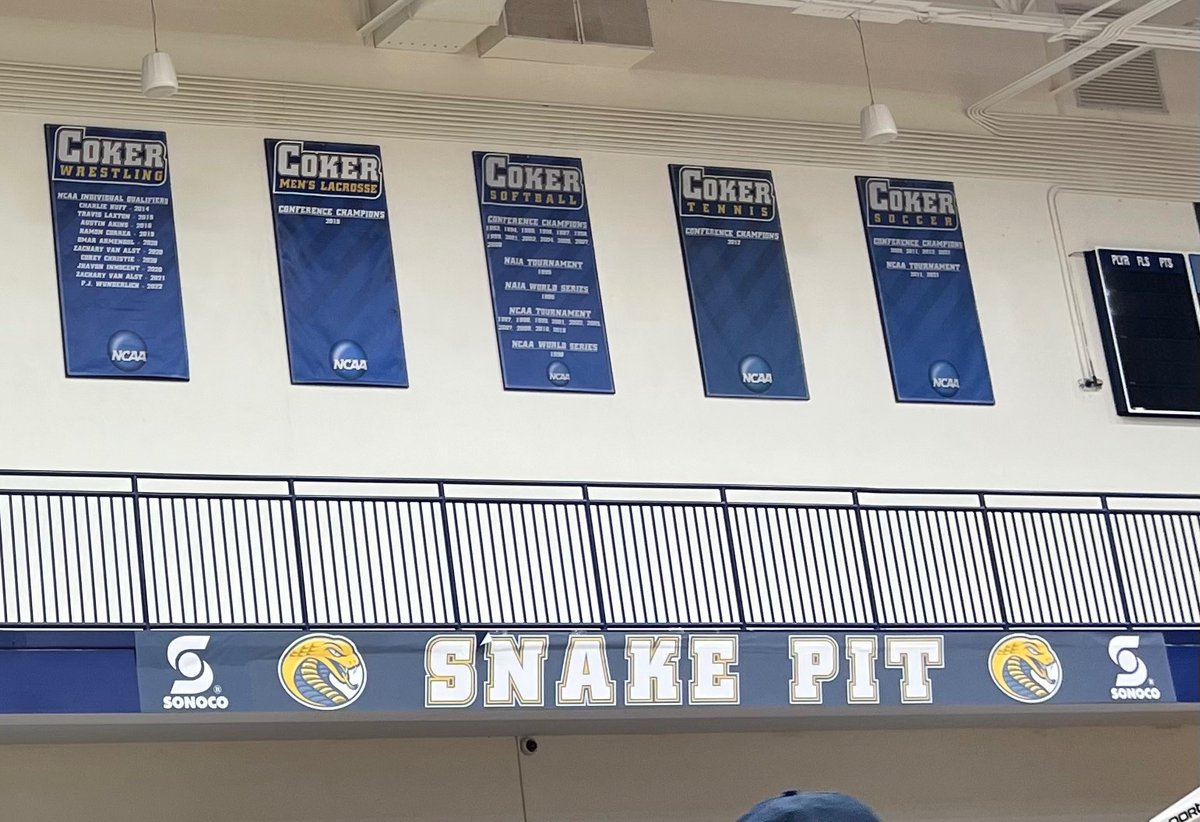 COKER
WRESTLING
NCAA INDIVIDUAL QUALIFIERS
CHARLIE HUFF - 2014
TRAVIS LAXTON - 2015
AUSTIN AKINS - 2016
RAMON CORREA - 2019
OMAR ARMENGOL - 2020
ZACHARY VAN ALST - 2020
COREY CHRISTIE - 2020
JHAVON INNOCENT - 2020
ZACHARY VAN ALST - 2021
P.J. WUNDERLICH - 2022
NCAA
COKER
MEN'S LACROSSE
CONFERENCE CHAMPIONS
NCAA
COKER
SOFTBALL
CONFERENCE CHAMPIONS
NAIA TOURNAMENT
NAIA WORLD SERIES
NCAA TOURNAMENT
NCAA WORLD SERIES
NCAA
COKER
TENNIS
CONFERENCE CHAMPIONS
NCAA
COKER
SOCCER
CONFERENCE CHAMPIONS
NCAA TOURNAMENT
NCAA
PLYR FLS PTS
SONOCO
SNAKE PIT
SONOCO